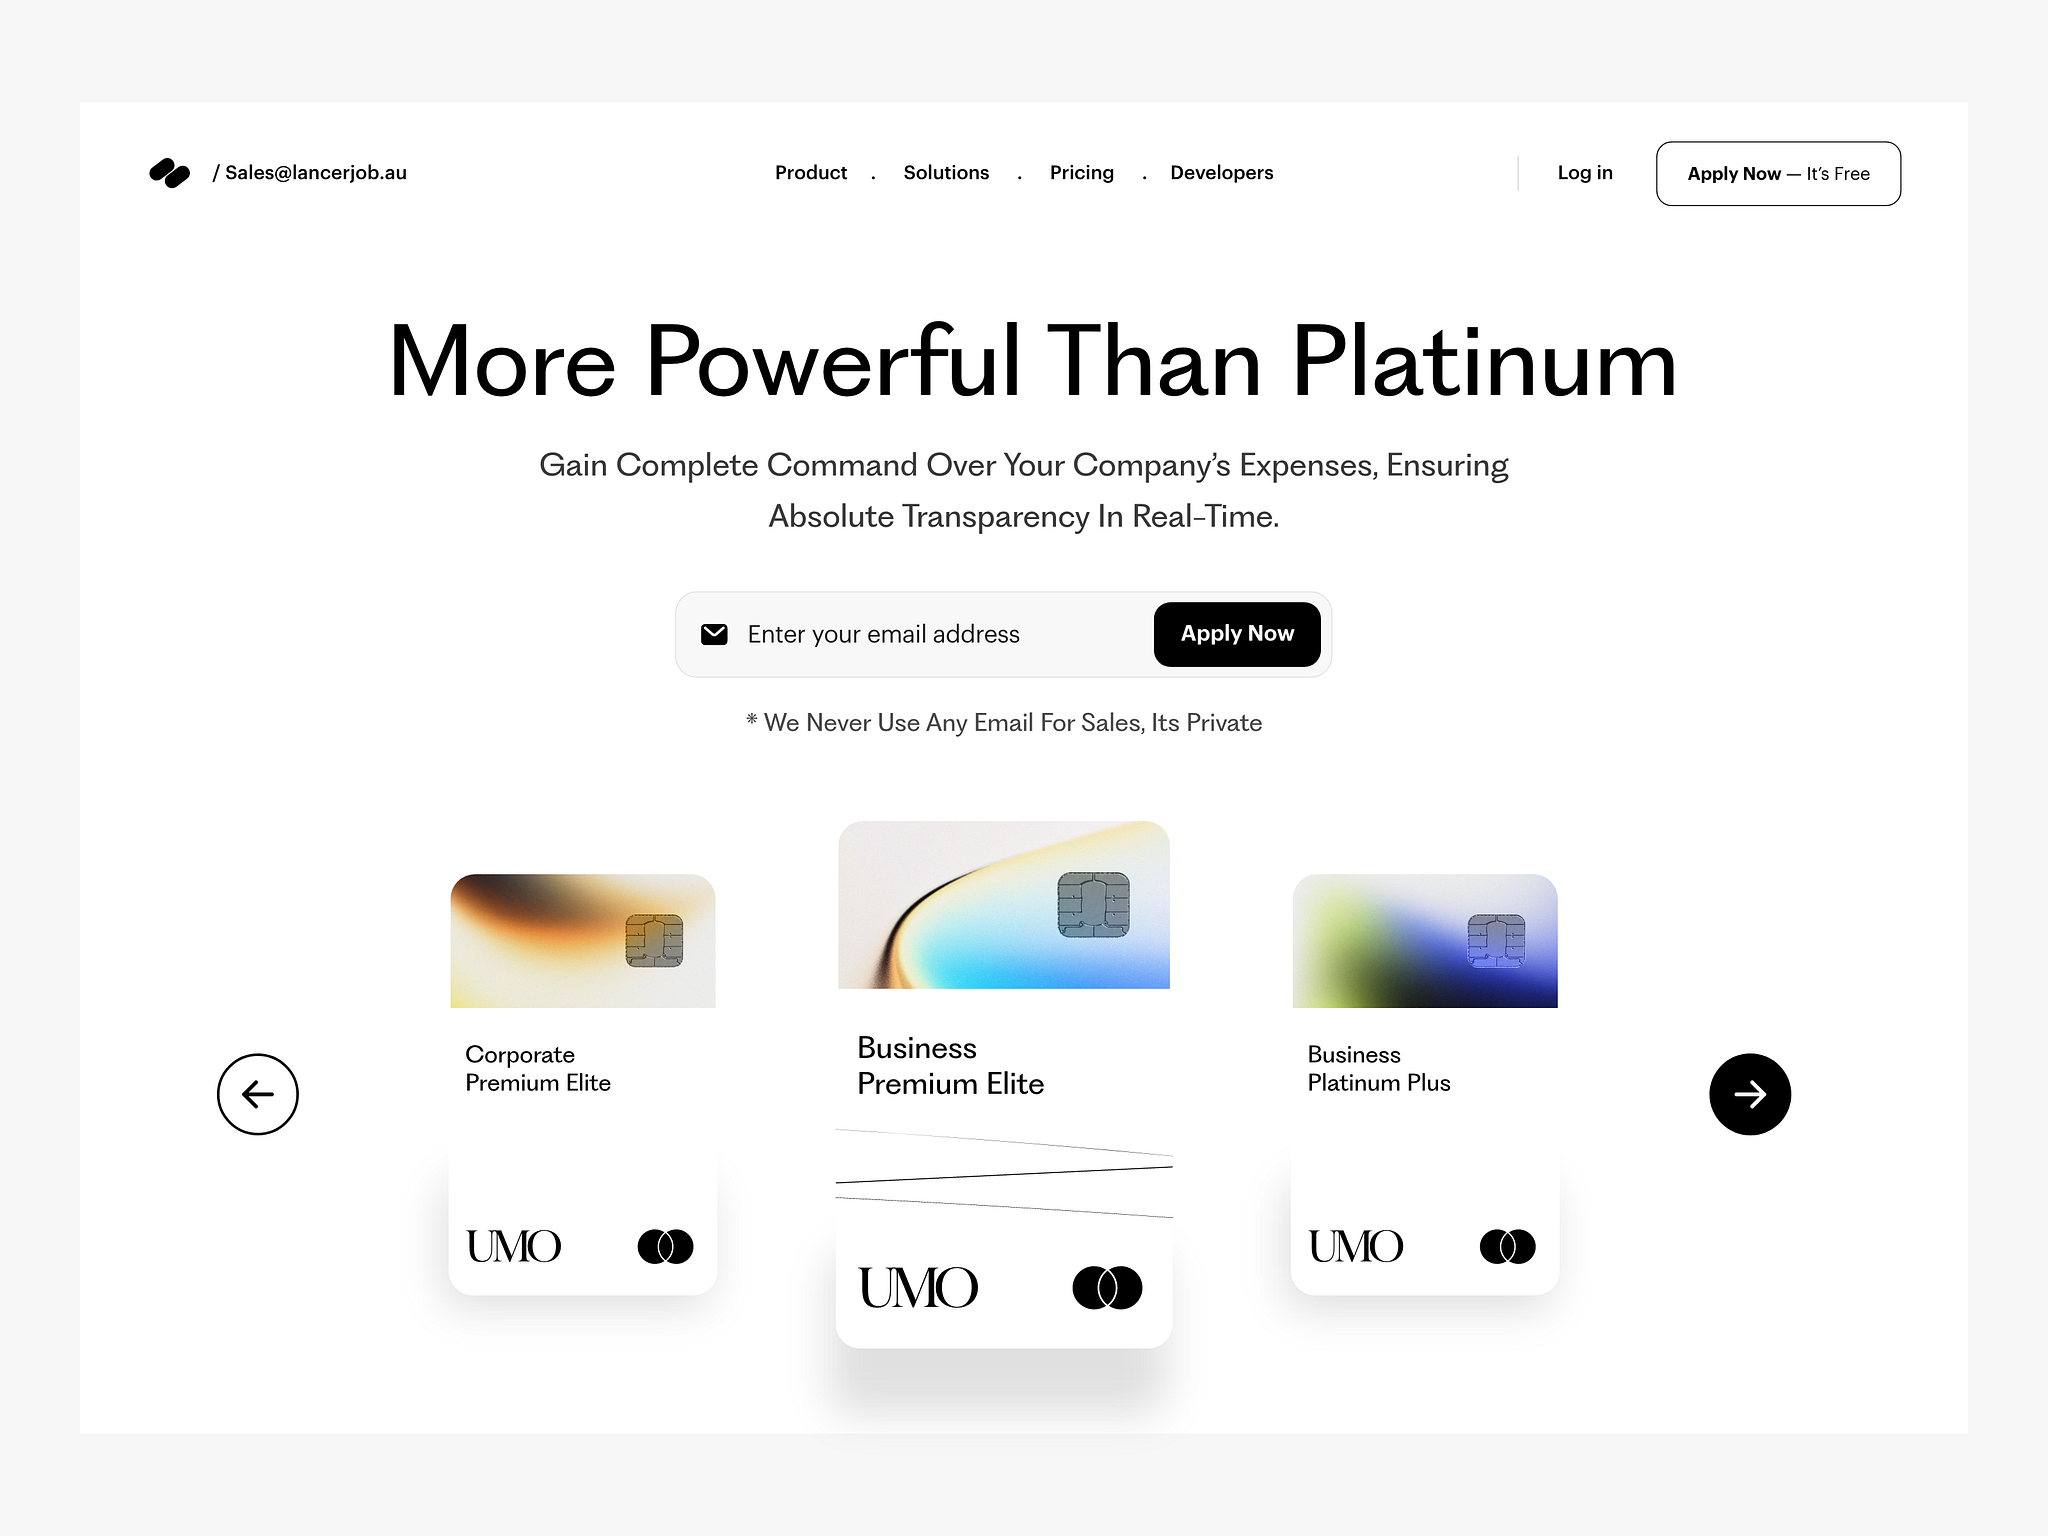 / Sales@lancerjob.au
Product . Solutions . Pricing . Developers
Log in
Apply Now — It’s Free
More Powerful Than Platinum
Gain Complete Command Over Your Company’s Expenses, Ensuring
Absolute Transparency In Real-Time.
Enter your email address
Apply Now
* We Never Use Any Email For Sales, Its Private
Corporate
Premium Elite
UMO
Business
Premium Elite
UMO
Business
Platinum Plus
UMO